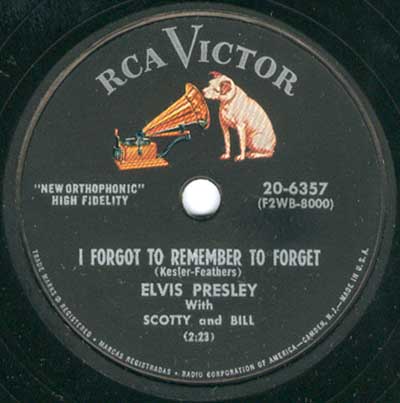 RCA VICTOR
"NEW ORTHOPHONIC"
HIGH FIDELITY
20-6357
(F2WB-8000)
I FORGOT TO REMEMBER TO FORGET
(Kesler-Feathers)
ELVIS PRESLEY
With
SCOTTY and BILL
(2:23)
TRADE MARKS ® REGISTERED • MARCAS REGISTRADAS • RADIO CORPORATION OF AMERICA—CAMDEN, N.J.—MADE IN U.S.A.